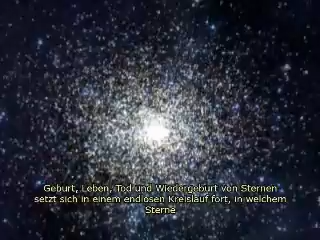 Geburt, Leben, Tod und Wiedergeburt von Sternen
setzt sich in einem endlosen Kreislauf fort, in welchem
Sterne